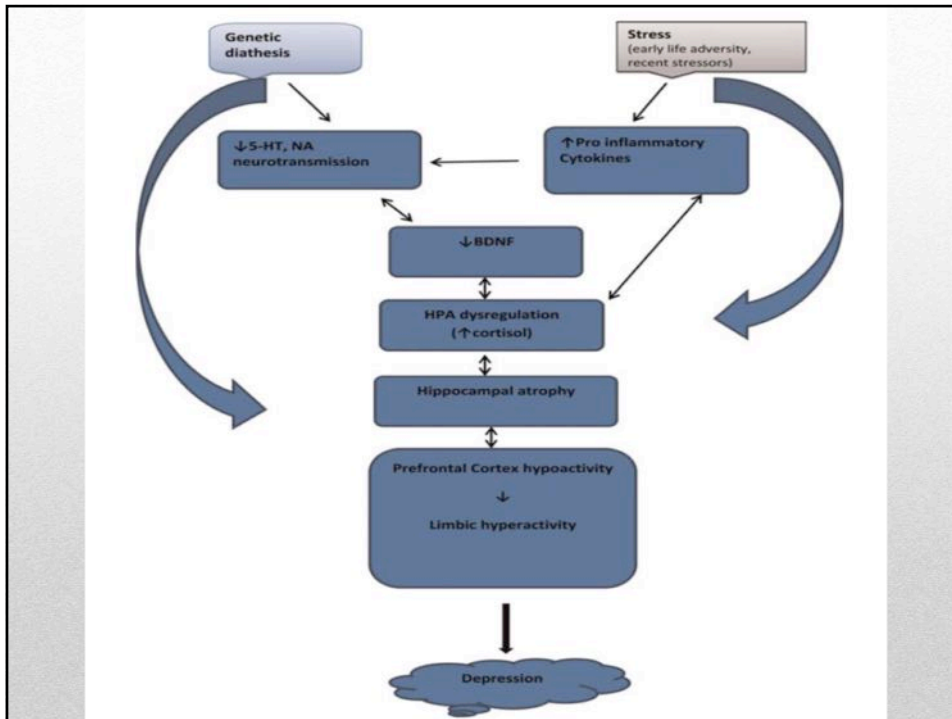 Genetic
diathesis
Stress
(early life adversity,
recent stressors)
↓5-HT, NA
neurotransmission
↑Pro inflammatory
Cytokines
↓BDNF
HPA dysregulation
(↑cortisol)
Hippocampal atrophy
Prefrontal Cortex hypoactivity
↓
Limbic hyperactivity
Depression